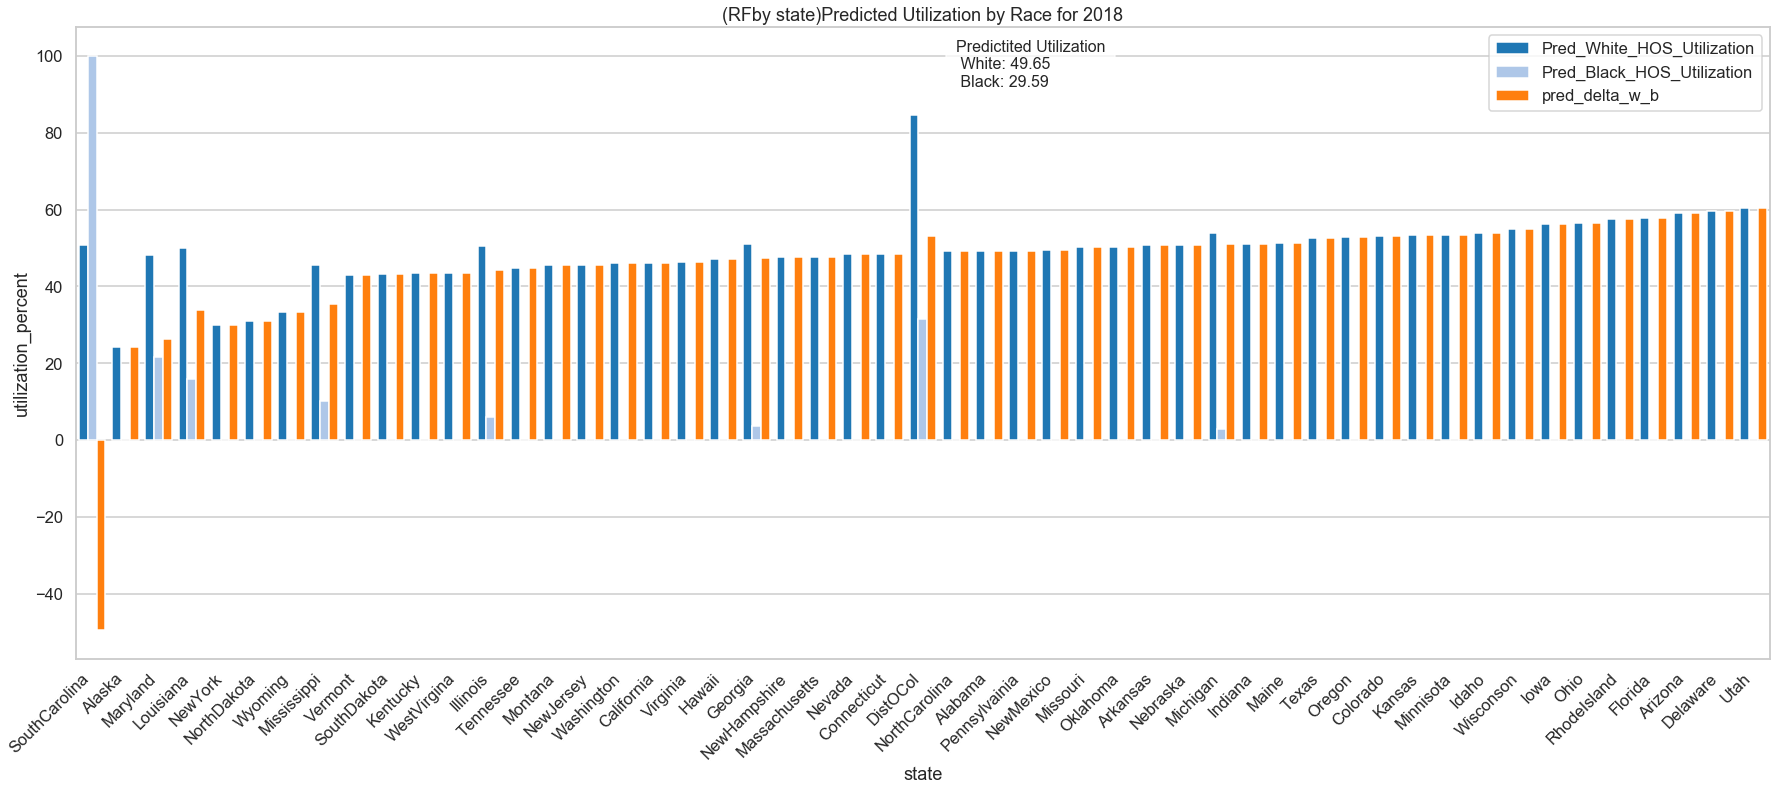 (RFby state)Predicted Utilization by Race for 2018
Predictited Utilization
White: 49.65
Black: 29.59
Pred_White_HOS_Utilization
Pred_Black_HOS_Utilization
pred_delta_w_b
utilization_percent
100
80
60
40
20
0
−20
−40
SouthCarolina
Alaska
Maryland
Louisiana
NewYork
NorthDakota
Wyoming
Mississippi
Vermont
SouthDakota
Kentucky
WestVirgina
Illinois
Tennessee
Montana
NewJersey
Washington
California
Virginia
Hawaii
Georgia
NewHampshire
Massachusetts
Nevada
Connecticut
DistOCol
NorthCarolina
Alabama
Pennsylvainia
NewMexico
Missouri
Oklahoma
Arkansas
Nebraska
Michigan
Indiana
Maine
Texas
Oregon
Colorado
Kansas
Minnisota
Idaho
Wisconson
Iowa
Ohio
RhodeIsland
Florida
Arizona
Delaware
Utah
state